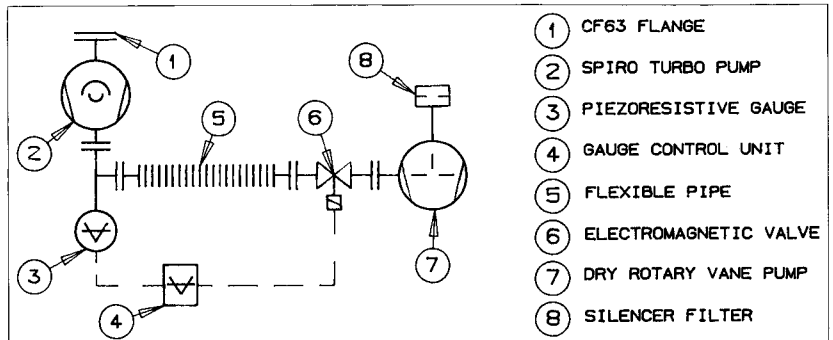 1 CF63 FLANGE
2 SPIRO TURBO PUMP
3 PIEZORESISTIVE GAUGE
4 GAUGE CONTROL UNIT
5 FLEXIBLE PIPE
6 ELECTROMAGNETIC VALVE
7 DRY ROTARY VANE PUMP
8 SILENCER FILTER
1
8
5
6
2
3
7
4